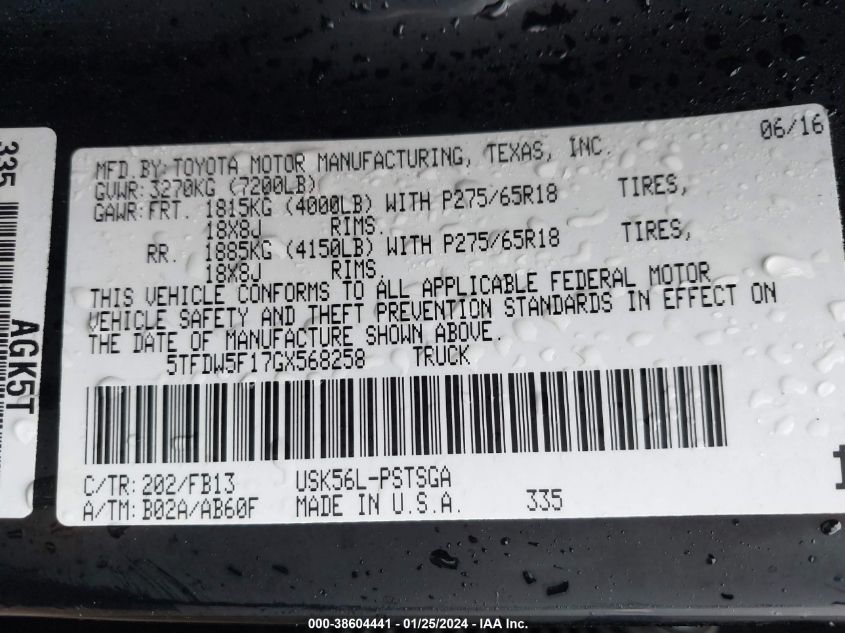 335
AGK5T
06/16
MFD.BY:TOYOTA MOTOR MANUFACTURING, TEXAS, INC.
GVWR:3270KG (7200LB)
GAWR:FRT. 1815KG (4000LB) WITH P275/65R18 TIRES,
18X8J RIMS.
RR. 1885KG (4150LB) WITH P275/65R18 TIRES,
18X8J RIMS.
THIS VEHICLE CONFORMS TO ALL APPLICABLE FEDERAL MOTOR
VEHICLE SAFETY AND THEFT PREVENTION STANDARDS IN EFFECT ON
THE DATE OF MANUFACTURE SHOWN ABOVE.
5TFDW5F17GX568258 TRUCK
C/TR:202/FB13 USK56L-PSTSGA
A/TM:B02A/AB60F MADE IN U.S.A. 335
000-38604441 - 01/25/2024 - IAA Inc.